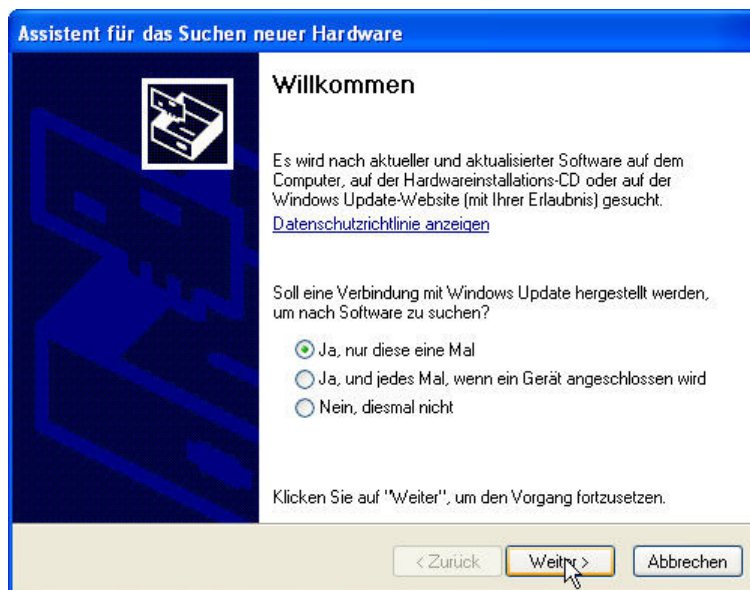 Assistent für das Suchen neuer Hardware
Willkommen
Es wird nach aktueller und aktualisierter Software auf dem
Computer, auf der Hardwareinstallations-CD oder auf der
Windows Update-Website (mit Ihrer Erlaubnis) gesucht.
Datenschutzrichtlinie anzeigen
Soll eine Verbindung mit Windows Update hergestellt werden,
um nach Software zu suchen?
Ja, nur diese eine Mal
Ja, und jedes Mal, wenn ein Gerät angeschlossen wird
Nein, diesmal nicht
Klicken Sie auf "Weiter", um den Vorgang fortzusetzen.
< Zurück Weiter > Abbrechen